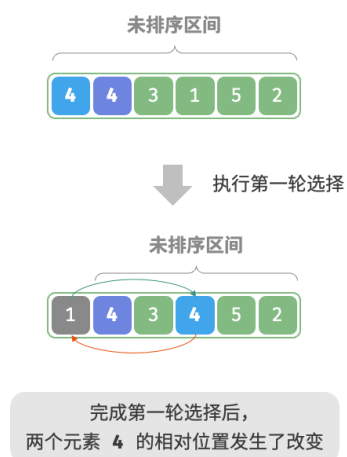 未排序区间
4 4 3 1 5 2
执行第一轮选择
未排序区间
1 4 3 4 5 2
完成第一轮选择后，
两个元素 4 的相对位置发生了改变